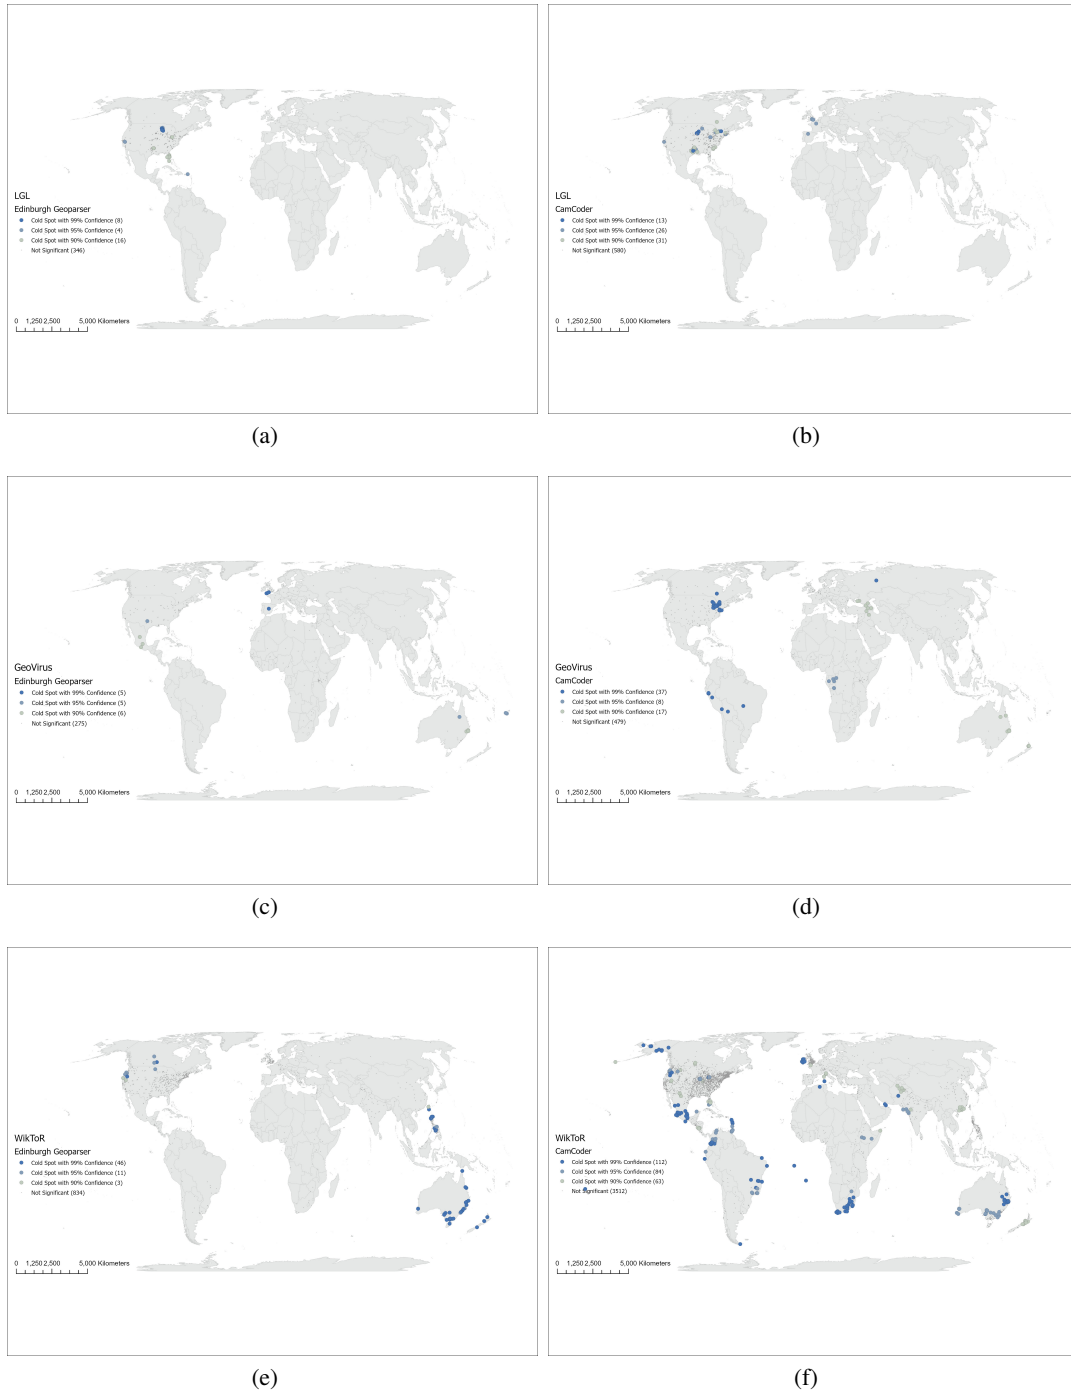 LGL
Edinburgh Geoparser
Cold Spot with 99% Confidence (8)
Cold Spot with 95% Confidence (4)
Cold Spot with 90% Confidence (16)
Not Significant (346)
0 1,250 2,500 5,000 Kilometers
(a)
LGL
CamCoder
Cold Spot with 99% Confidence (13)
Cold Spot with 95% Confidence (26)
Cold Spot with 90% Confidence (31)
Not Significant (580)
0 1,250 2,500 5,000 Kilometers
(b)
GeoVirus
Edinburgh Geoparser
Cold Spot with 99% Confidence (5)
Cold Spot with 95% Confidence (5)
Cold Spot with 90% Confidence (6)
Not Significant (275)
0 1,250 2,500 5,000 Kilometers
(c)
GeoVirus
CamCoder
Cold Spot with 99% Confidence (37)
Cold Spot with 95% Confidence (8)
Cold Spot with 90% Confidence (17)
Not Significant (479)
0 1,250 2,500 5,000 Kilometers
(d)
WikToR
Edinburgh Geoparser
Cold Spot with 99% Confidence (46)
Cold Spot with 95% Confidence (11)
Cold Spot with 90% Confidence (3)
Not Significant (834)
0 1,250 2,500 5,000 Kilometers
(e)
WikToR
CamCoder
Cold Spot with 99% Confidence (112)
Cold Spot with 95% Confidence (84)
Cold Spot with 90% Confidence (63)
Not Significant (3512)
0 1,250 2,500 5,000 Kilometers
(f)